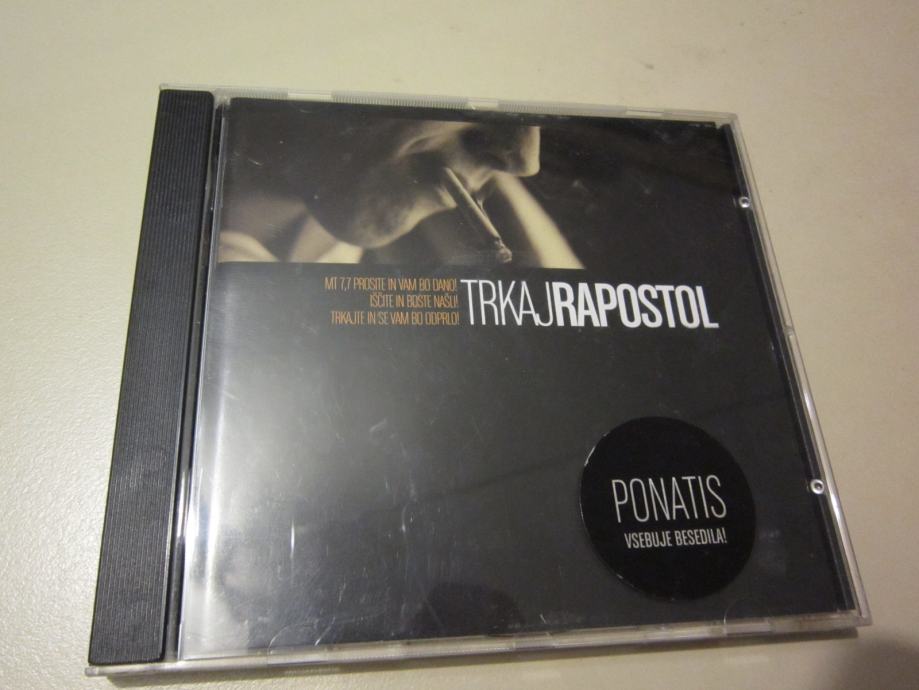 MT 7,7 PROSITE IN VAM BO DANO!
IŠČITE IN BOSTE NAŠLI!
TRKAJTE IN SE VAM BO ODPRLO!
TRKAJRAPOSTOL
PONATIS
VSEBUJE BESEDILA!